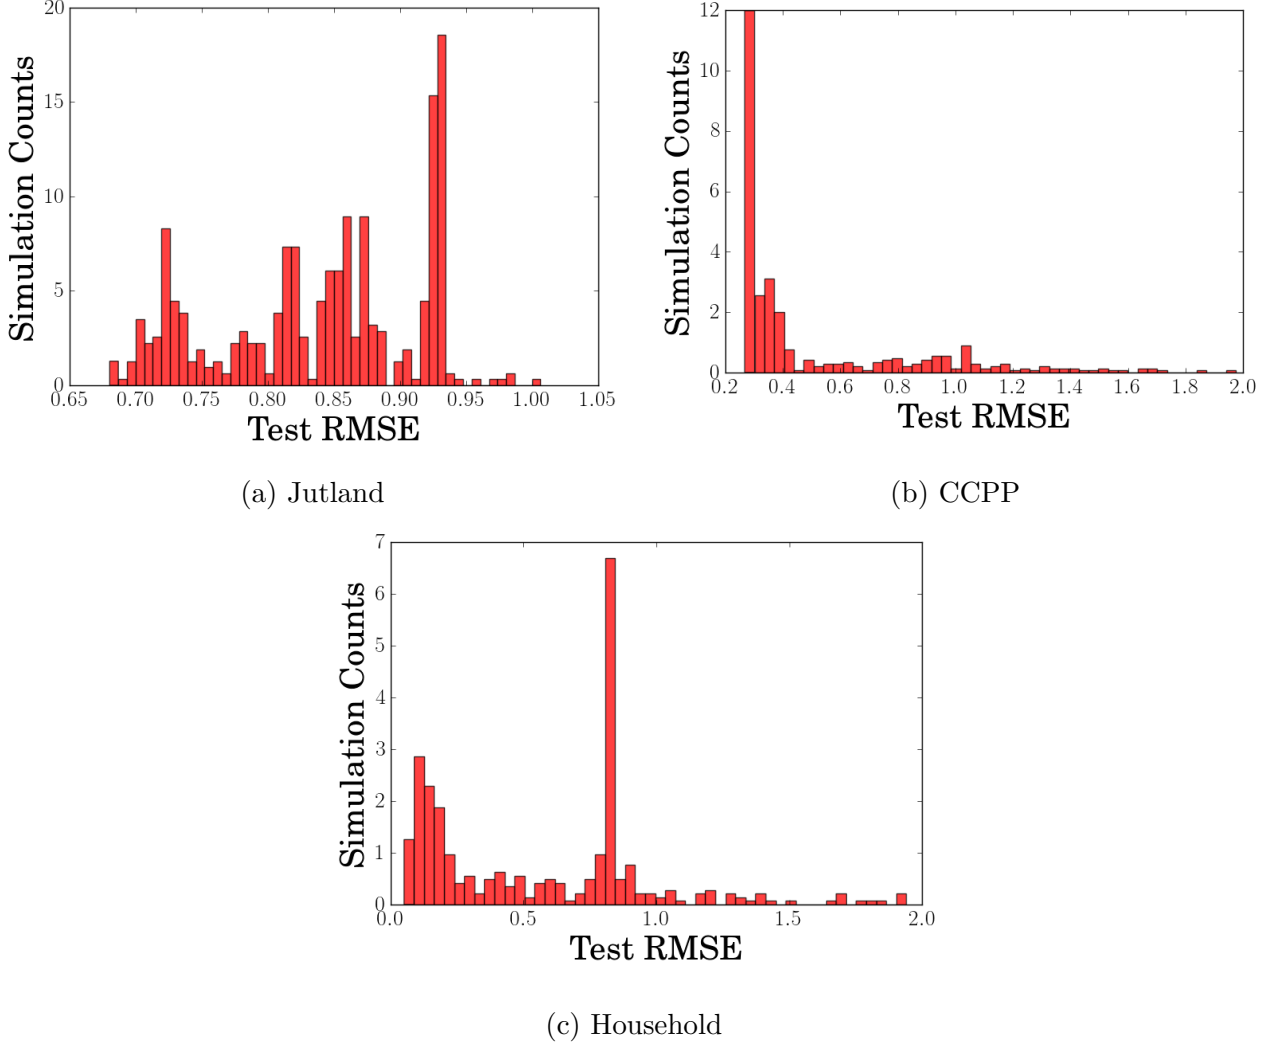 20
15
10
5
0
Simulation Counts
0.65 0.70 0.75 0.80 0.85 0.90 0.95 1.00 1.05
Test RMSE
(a) Jutland
12
10
8
6
4
2
0
Simulation Counts
0.2 0.4 0.6 0.8 1.0 1.2 1.4 1.6 1.8 2.0
Test RMSE
(b) CCPP
7
6
5
4
3
2
1
0
Simulation Counts
0.0 0.5 1.0 1.5 2.0
Test RMSE
(c) Household